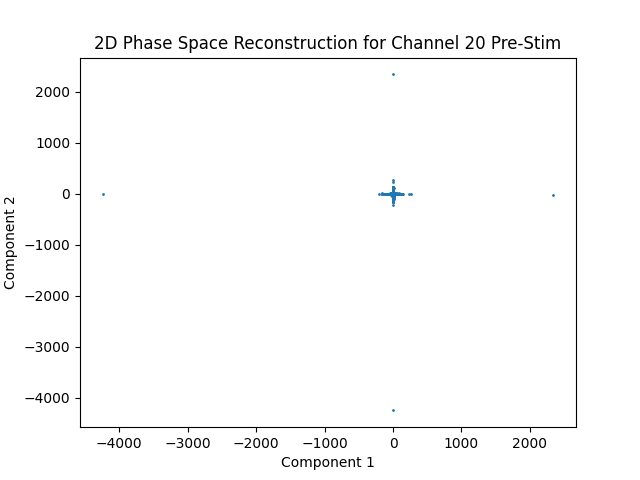 2D Phase Space Reconstruction for Channel 20 Pre-Stim
2000
1000
0
−1000
−2000
−3000
−4000
Component 2
−4000 −3000 −2000 −1000 0 1000 2000
Component 1